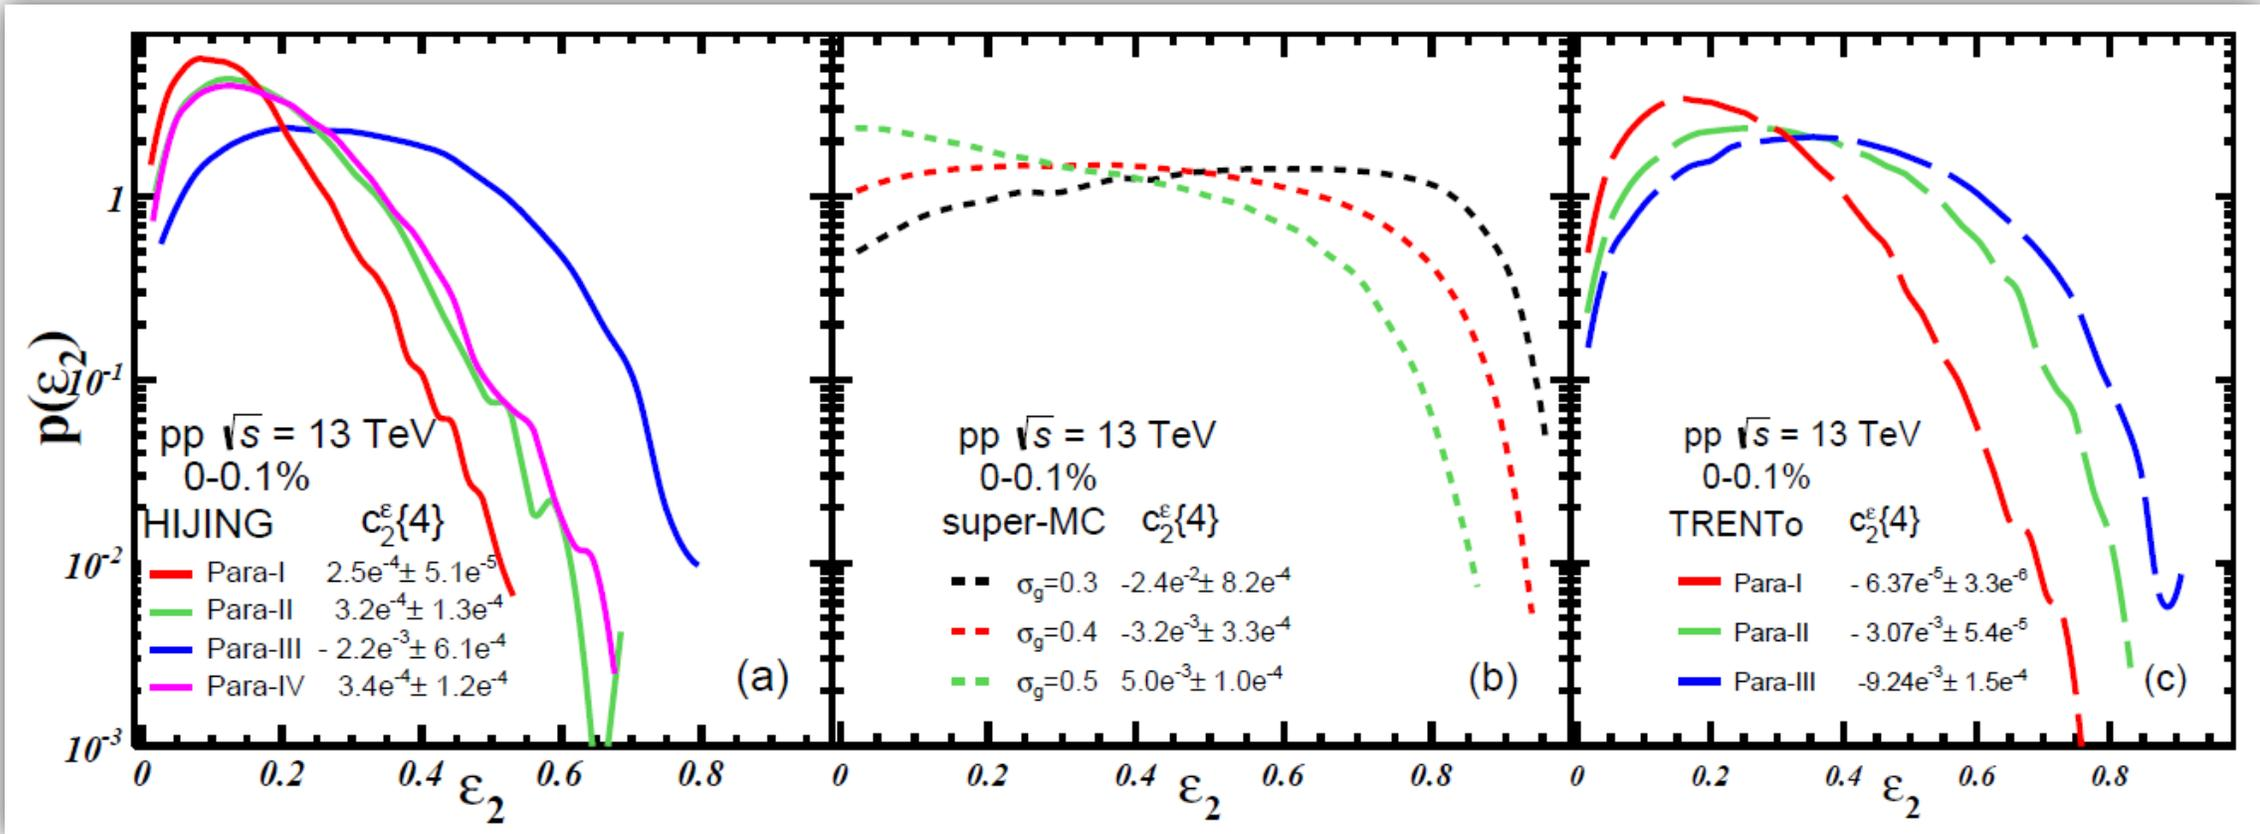 p(ε₂)
1
10⁻¹
10⁻²
10⁻³
pp √s = 13 TeV
0-0.1%
HIJING c₂^ε{4}
Para-I 2.5e⁻⁴± 5.1e⁻⁵
Para-II 3.2e⁻⁴± 1.3e⁻⁴
Para-III - 2.2e⁻³± 6.1e⁻⁴
Para-IV 3.4e⁻⁴± 1.2e⁻⁴
(a)
0 0.2 0.4 0.6 0.8
ε₂
pp √s = 13 TeV
0-0.1%
super-MC c₂^ε{4}
σg=0.3 -2.4e⁻²± 8.2e⁻⁴
σg=0.4 -3.2e⁻³± 3.3e⁻⁴
σg=0.5 5.0e⁻³± 1.0e⁻⁴
(b)
0 0.2 0.4 0.6 0.8
ε₂
pp √s = 13 TeV
0-0.1%
TRENTo c₂^ε{4}
Para-I - 6.37e⁻⁵± 3.3e⁻⁶
Para-II - 3.07e⁻³± 5.4e⁻⁵
Para-III -9.24e⁻³± 1.5e⁻⁴
(c)
0 0.2 0.4 0.6 0.8
ε₂